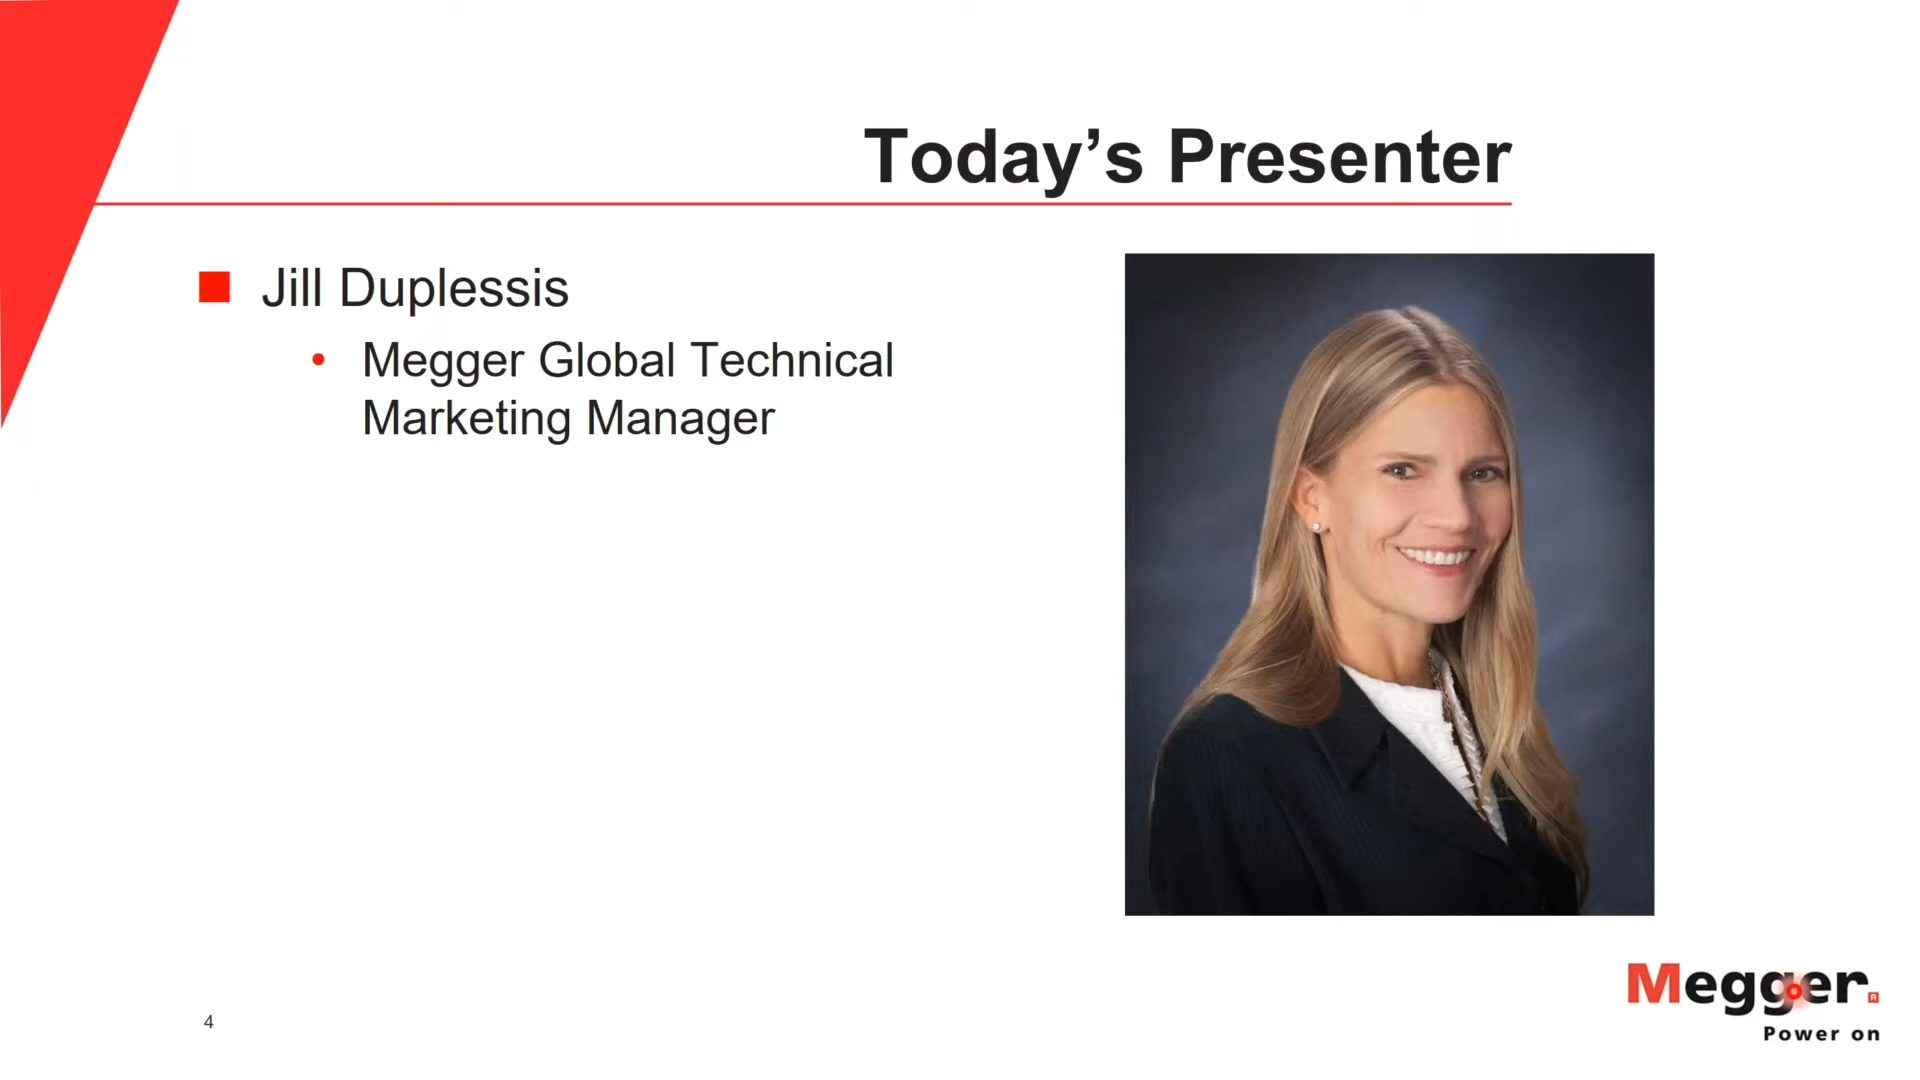 Today’s Presenter
Jill Duplessis
Megger Global Technical
Marketing Manager
4
Megger®
Power on